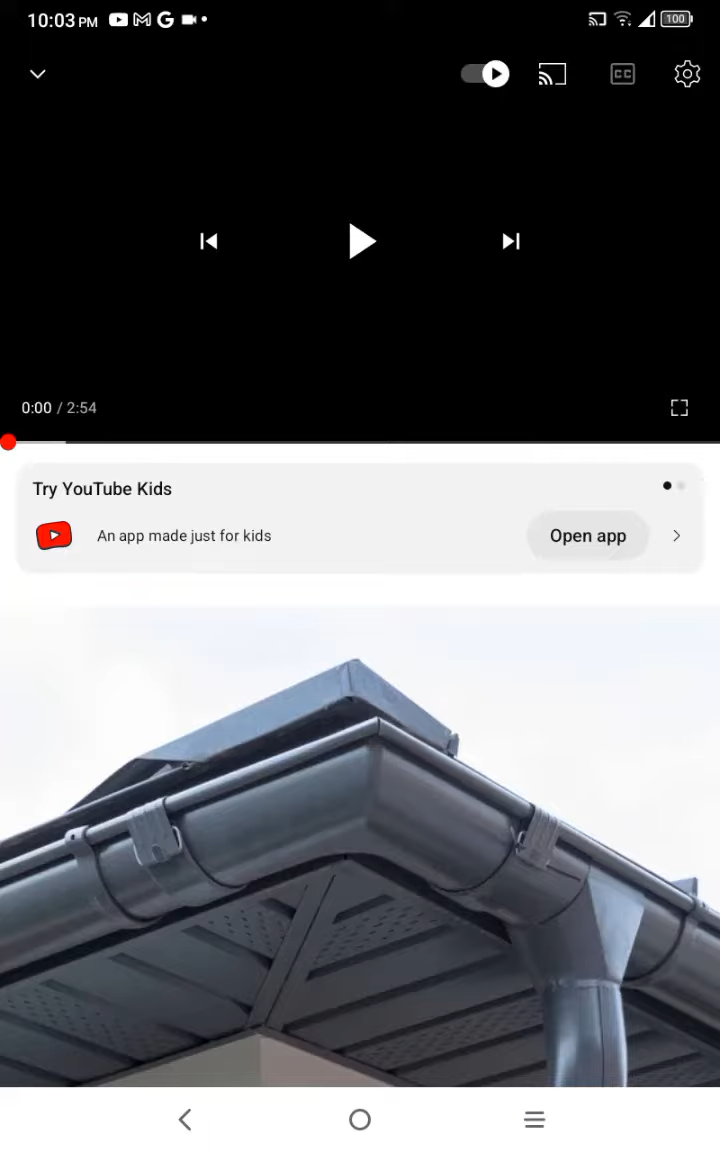 10:03 PM 100
CC
0:00 / 2:54
Try YouTube Kids
An app made just for kids
Open app